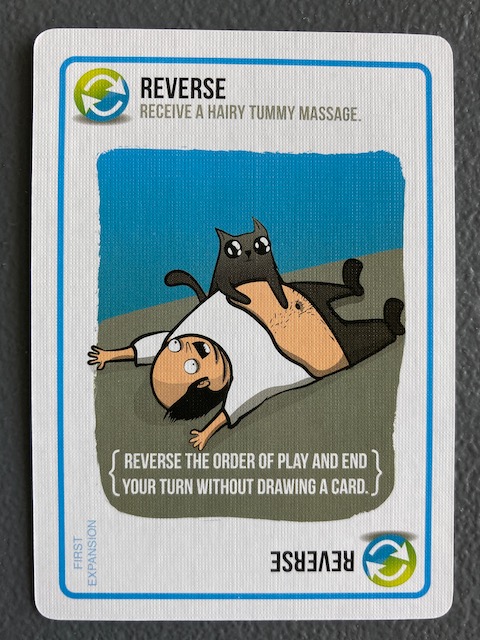 REVERSE
RECEIVE A HAIRY TUMMY MASSAGE.
{ REVERSE THE ORDER OF PLAY AND END
YOUR TURN WITHOUT DRAWING A CARD. }
FIRST
EXPANSION
REVERSE